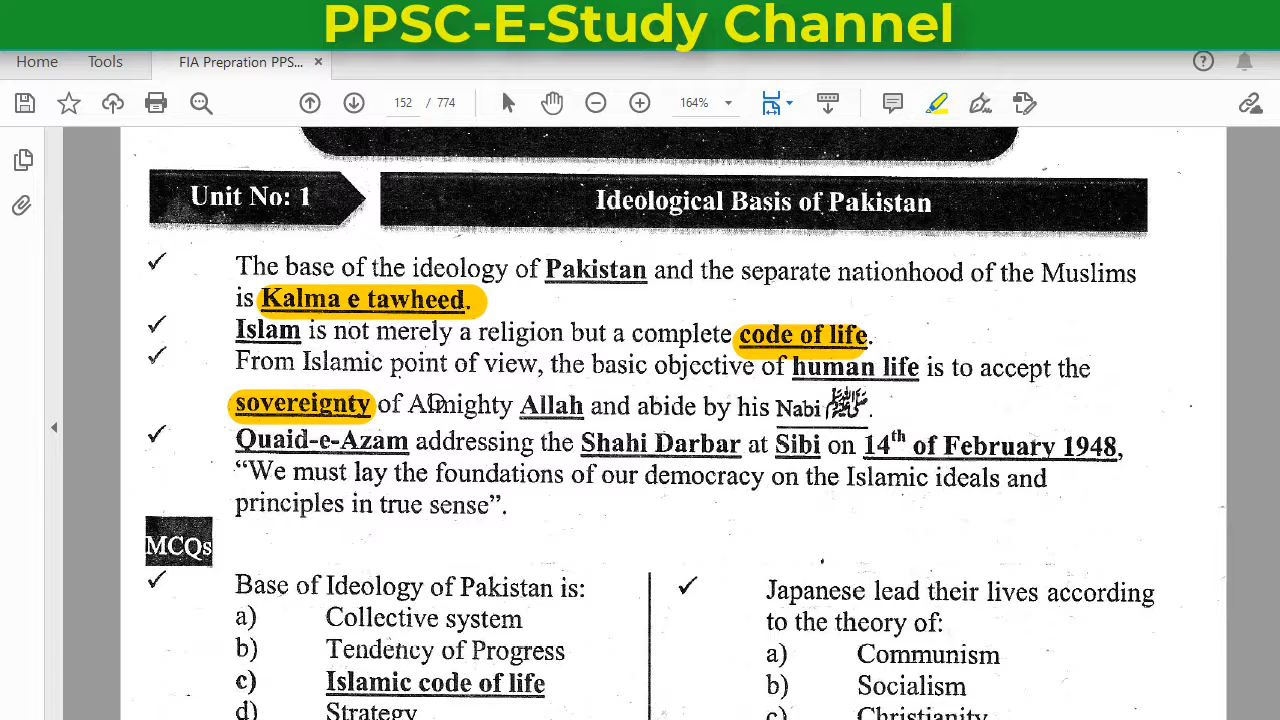 PPSC-E-Study Channel
Home Tools FIA Prepration PPS... ×
152 / 774 164%
Unit No: 1 Ideological Basis of Pakistan
✓ The base of the ideology of Pakistan and the separate nationhood of the Muslims
is Kalma e tawheed.
✓ Islam is not merely a religion but a complete code of life.
✓ From Islamic point of view, the basic objective of human life is to accept the
sovereignty of Almighty Allah and abide by his Nabi ﷺ.
✓ Quaid-e-Azam addressing the Shahi Darbar at Sibi on 14th of February 1948,
“We must lay the foundations of our democracy on the Islamic ideals and
principles in true sense”.
MCQs
✓ Base of Ideology of Pakistan is:
a) Collective system
b) Tendency of Progress
c) Islamic code of life
d) Strategy
✓ Japanese lead their lives according
to the theory of:
a) Communism
b) Socialism
c) Christianity